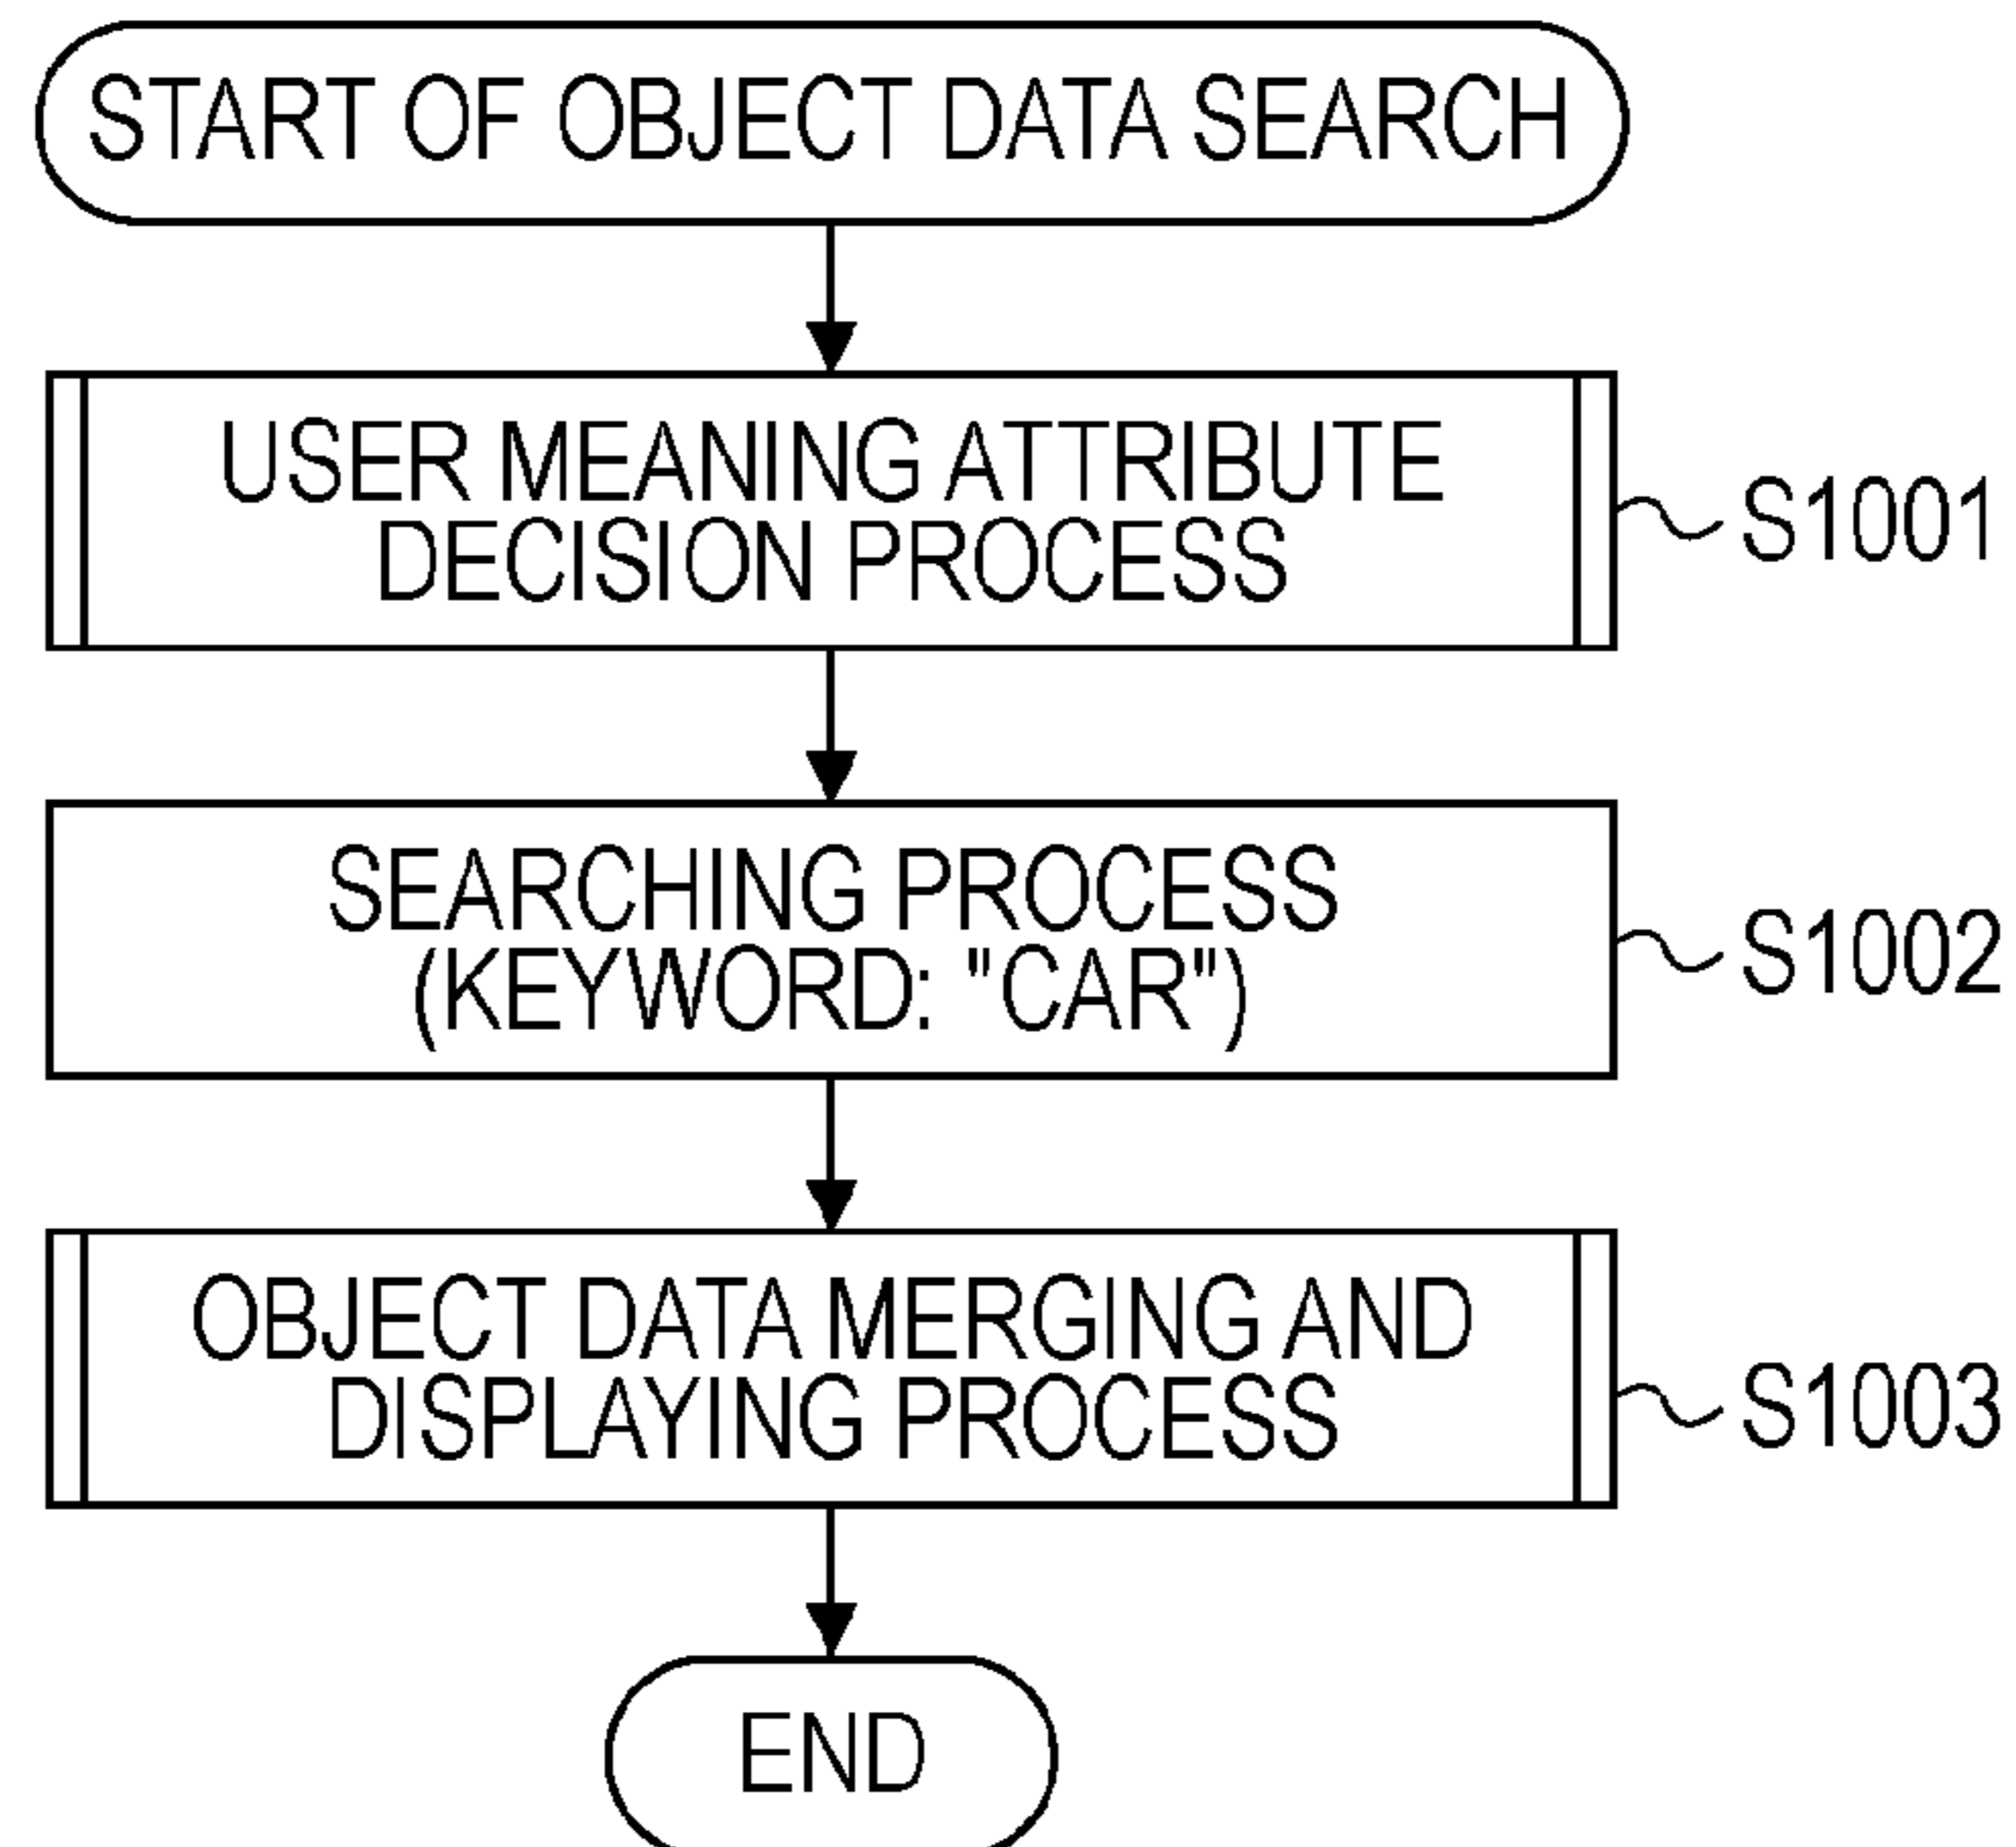 START OF OBJECT DATA SEARCH
USER MEANING ATTRIBUTE
DECISION PROCESS
S1001
SEARCHING PROCESS
(KEYWORD: "CAR")
S1002
OBJECT DATA MERGING AND
DISPLAYING PROCESS
S1003
END